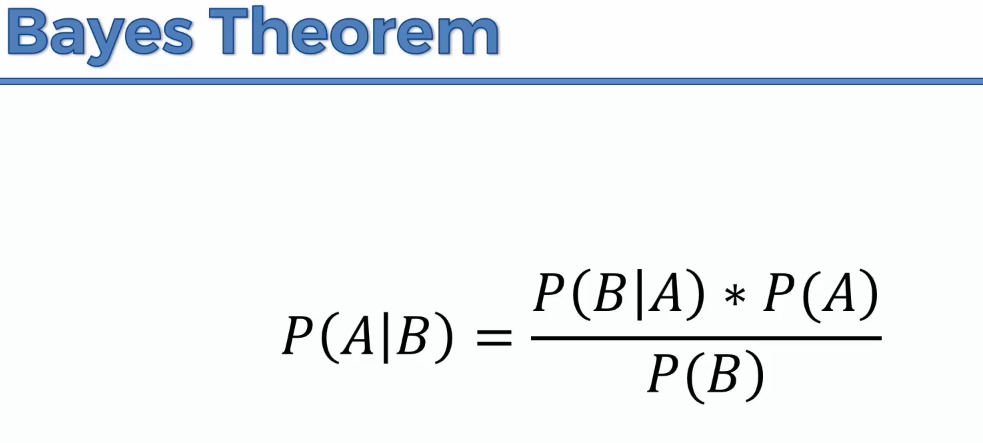 Bayes Theorem
P(A|B) = P(B|A) * P(A) / P(B)